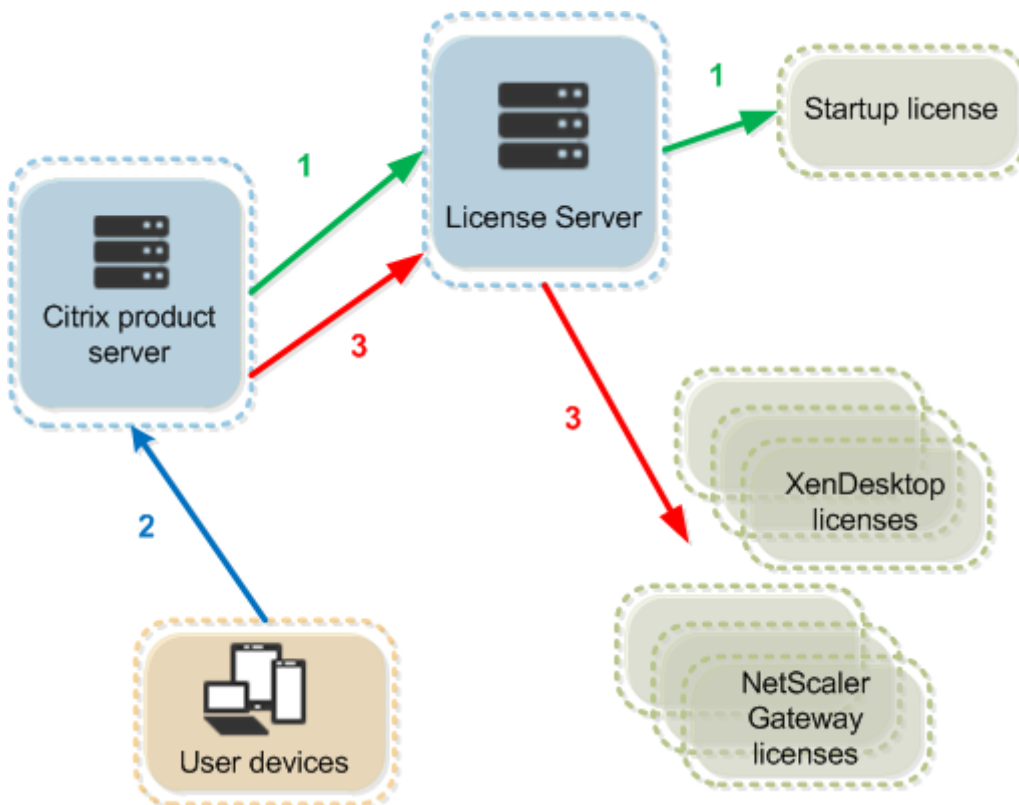 1
Startup license
1
License Server
Citrix product
server
3
3
XenDesktop
licenses
2
NetScaler
Gateway
licenses
User devices